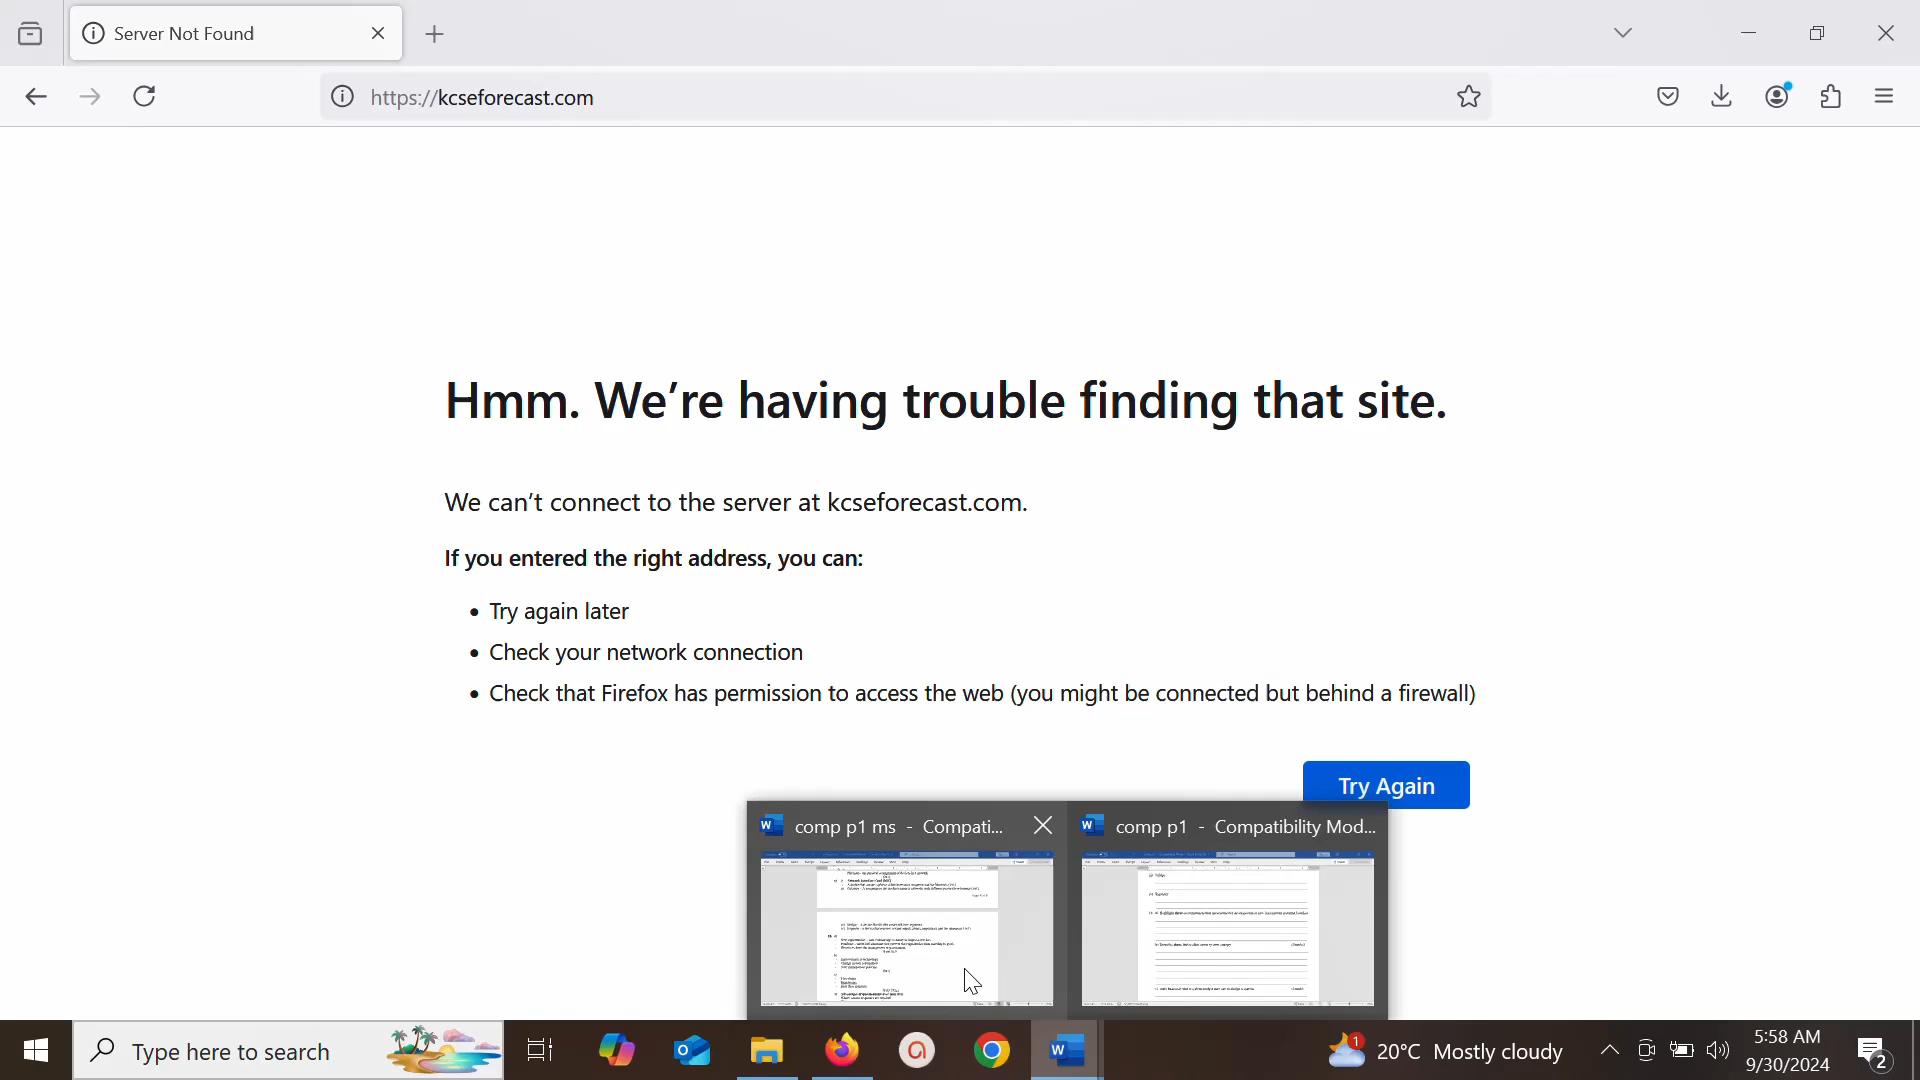 Server Not Found
https://kcseforecast.com
Hmm. We're having trouble finding that site.
We can't connect to the server at kcseforecast.com.
If you entered the right address, you can:
Try again later
Check your network connection
Check that Firefox has permission to access the web (you might be connected but behind a firewall)
Try Again
comp p1 ms - Compati...
comp p1 - Compatibility Mod...
Type here to search
1
20°C Mostly cloudy
5:58 AM
9/30/2024
2